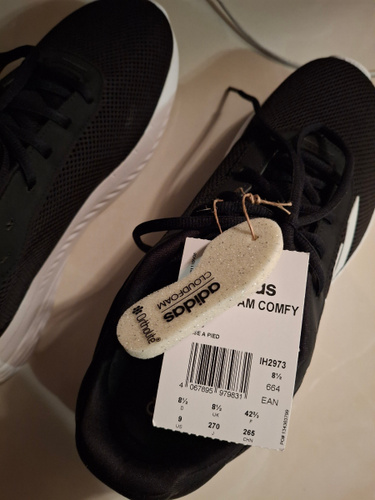 adidas
CLOUDFOAM
Ortholite
AM COMFY
E A PIED
IH2973
8½
664
EAN
4 067895 979831
8½ 8½ 42⅔
D UK F
9 270 265
US J CHN